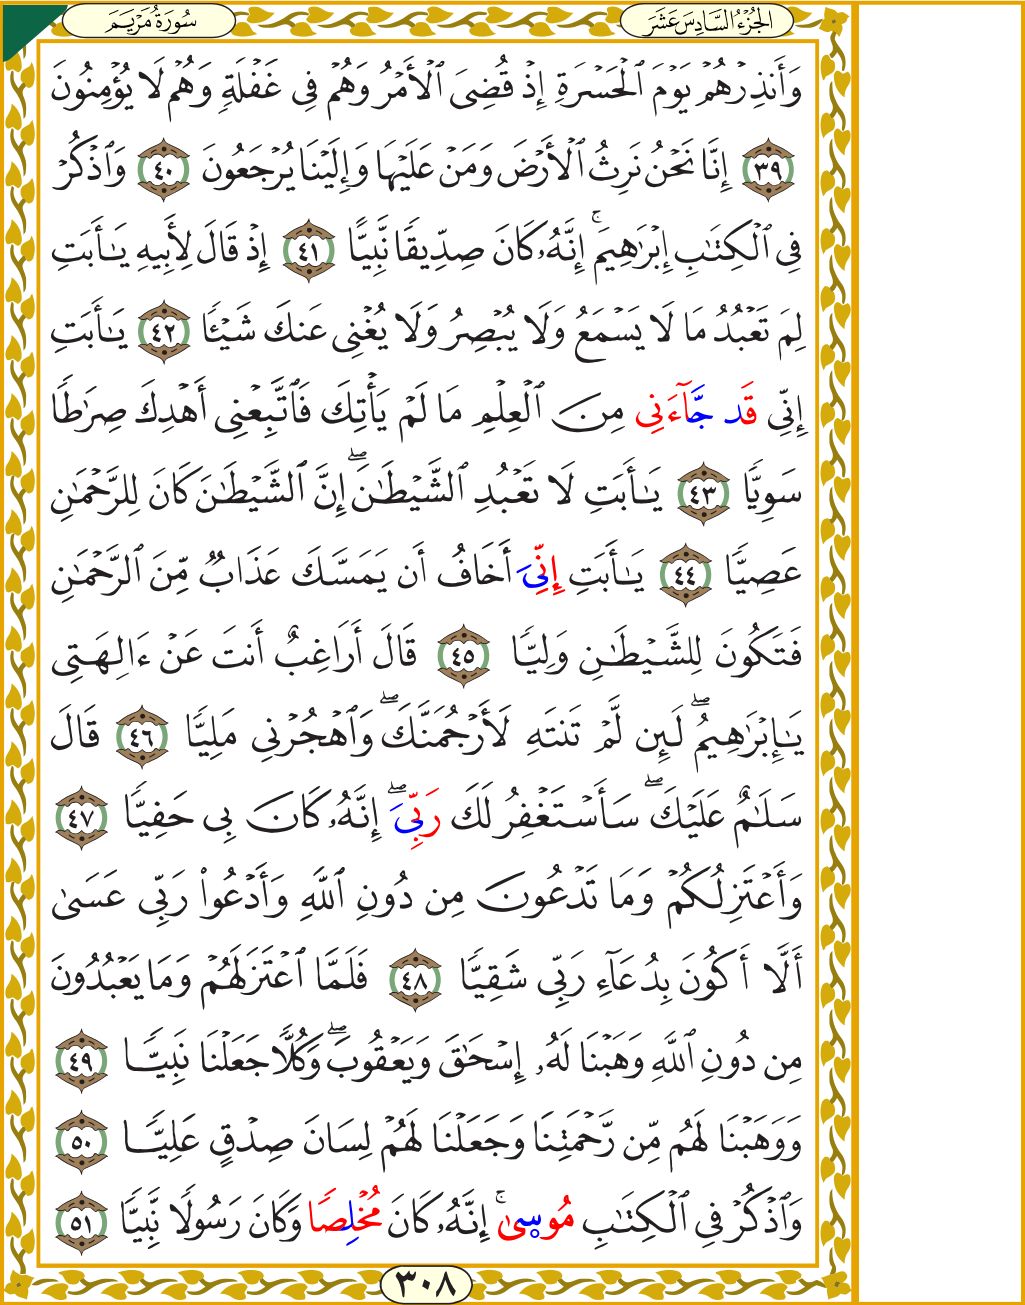 الجُزْءُ السَّادِسَ عَشَرَ
سُورَةُ مَرْيَمَ
وَأَنذِرْهُمْ يَوْمَ ٱلْحَسْرَةِ إِذْ قُضِيَ ٱلْأَمْرُ وَهُمْ فِي غَفْلَةٍ وَهُمْ لَا يُؤْمِنُونَ
٣٩ إِنَّا نَحْنُ نَرِثُ ٱلْأَرْضَ وَمَنْ عَلَيْهَا وَإِلَيْنَا يُرْجَعُونَ ٤٠ وَٱذْكُرْ
فِي ٱلْكِتَٰبِ إِبْرَٰهِيمَۚ إِنَّهُۥ كَانَ صِدِّيقًا نَّبِيًّا ٤١ إِذْ قَالَ لِأَبِيهِ يَٰٓأَبَتِ
لِمَ تَعْبُدُ مَا لَا يَسْمَعُ وَلَا يُبْصِرُ وَلَا يُغْنِي عَنكَ شَيْـًٔا ٤٢ يَٰٓأَبَتِ
إِنِّي قَد جَّآءَنِي مِنَ ٱلْعِلْمِ مَا لَمْ يَأْتِكَ فَٱتَّبِعْنِي أَهْدِكَ صِرَٰطًا
سَوِيًّا ٤٣ يَٰٓأَبَتِ لَا تَعْبُدِ ٱلشَّيْطَٰنَۖ إِنَّ ٱلشَّيْطَٰنَ كَانَ لِلرَّحْمَٰنِ
عَصِيًّا ٤٤ يَٰٓأَبَتِ إِنِّيَ أَخَافُ أَن يَمَسَّكَ عَذَابٌ مِّنَ ٱلرَّحْمَٰنِ
فَتَكُونَ لِلشَّيْطَٰنِ وَلِيًّا ٤٥ قَالَ أَرَاغِبٌ أَنتَ عَنْ ءَالِهَتِي
يَٰٓإِبْرَٰهِيمُۖ لَئِن لَّمْ تَنتَهِ لَأَرْجُمَنَّكَۖ وَٱهْجُرْنِي مَلِيًّا ٤٦ قَالَ
سَلَٰمٌ عَلَيْكَۖ سَأَسْتَغْفِرُ لَكَ رَبِّيَۖ إِنَّهُۥ كَانَ بِي حَفِيًّا ٤٧
وَأَعْتَزِلُكُمْ وَمَا تَدْعُونَ مِن دُونِ ٱللَّهِ وَأَدْعُوا۟ رَبِّي عَسَىٰ
أَلَّا أَكُونَ بِدُعَآءِ رَبِّي شَقِيًّا ٤٨ فَلَمَّا ٱعْتَزَلَهُمْ وَمَا يَعْبُدُونَ
مِن دُونِ ٱللَّهِ وَهَبْنَا لَهُۥ إِسْحَٰقَ وَيَعْقُوبَۖ وَكُلًّا جَعَلْنَا نَبِيًّا ٤٩
وَوَهَبْنَا لَهُم مِّن رَّحْمَتِنَا وَجَعَلْنَا لَهُمْ لِسَانَ صِدْقٍ عَلِيًّا ٥٠
وَٱذْكُرْ فِي ٱلْكِتَٰبِ مُوسِىٰۚ إِنَّهُۥ كَانَ مُخْلِصًا وَكَانَ رَسُولًا نَّبِيًّا ٥١
٣٠٨